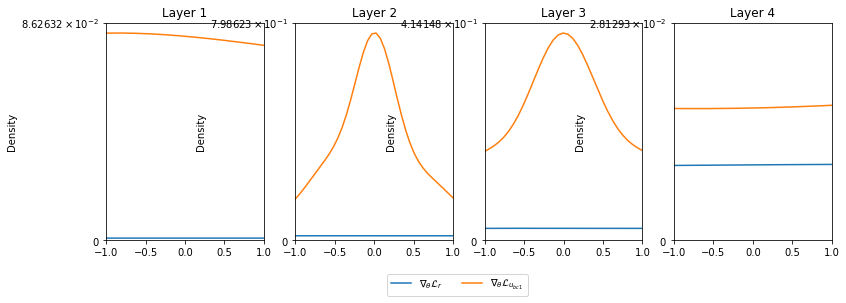 Layer 1 Layer 2 Layer 3 Layer 4
8.62632 × 10⁻² 7.98623 × 10⁻¹ 4.14148 × 10⁻¹ 2.81293 × 10⁻²
Density Density Density Density
0 0 0 0
−1.0 −0.5 0.0 0.5 1.0 −1.0 −0.5 0.0 0.5 1.0 −1.0 −0.5 0.0 0.5 1.0 −1.0 −0.5 0.0 0.5 1.0
∇θℒr ∇θℒu_bc1